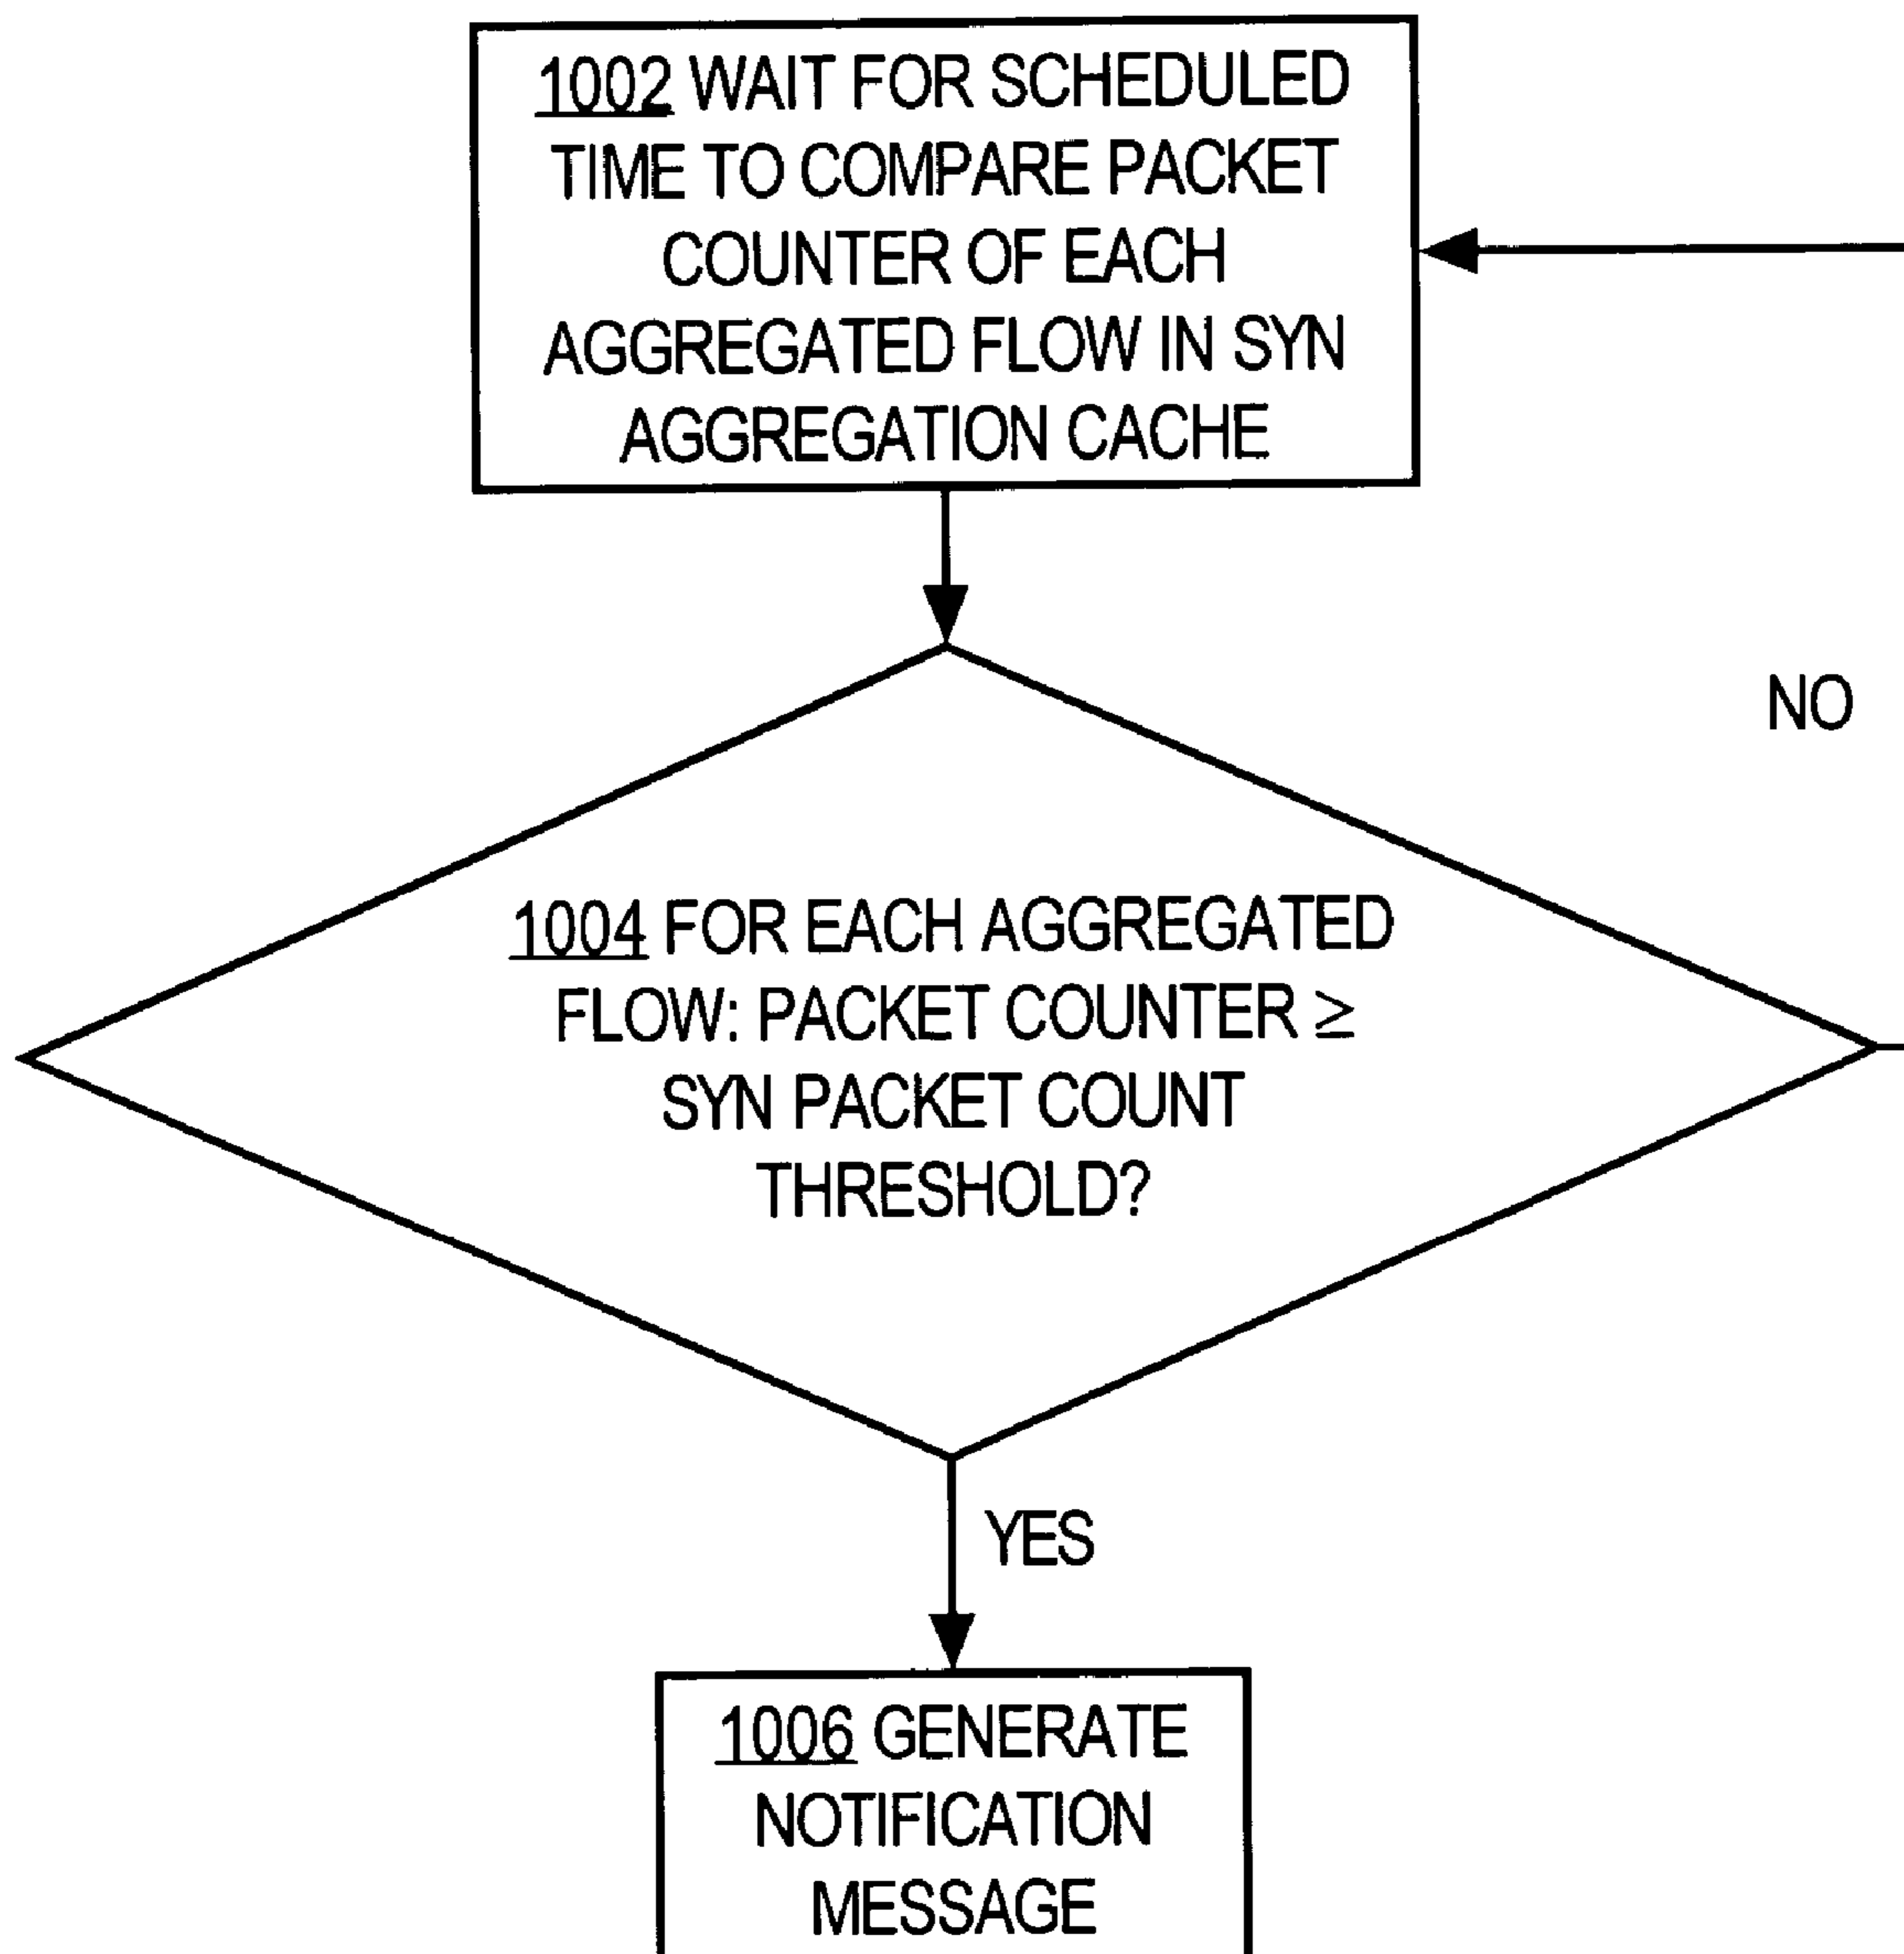 1002 WAIT FOR SCHEDULED
TIME TO COMPARE PACKET
COUNTER OF EACH
AGGREGATED FLOW IN SYN
AGGREGATION CACHE
NO
1004 FOR EACH AGGREGATED
FLOW: PACKET COUNTER ≥
SYN PACKET COUNT
THRESHOLD?
YES
1006 GENERATE
NOTIFICATION
MESSAGE